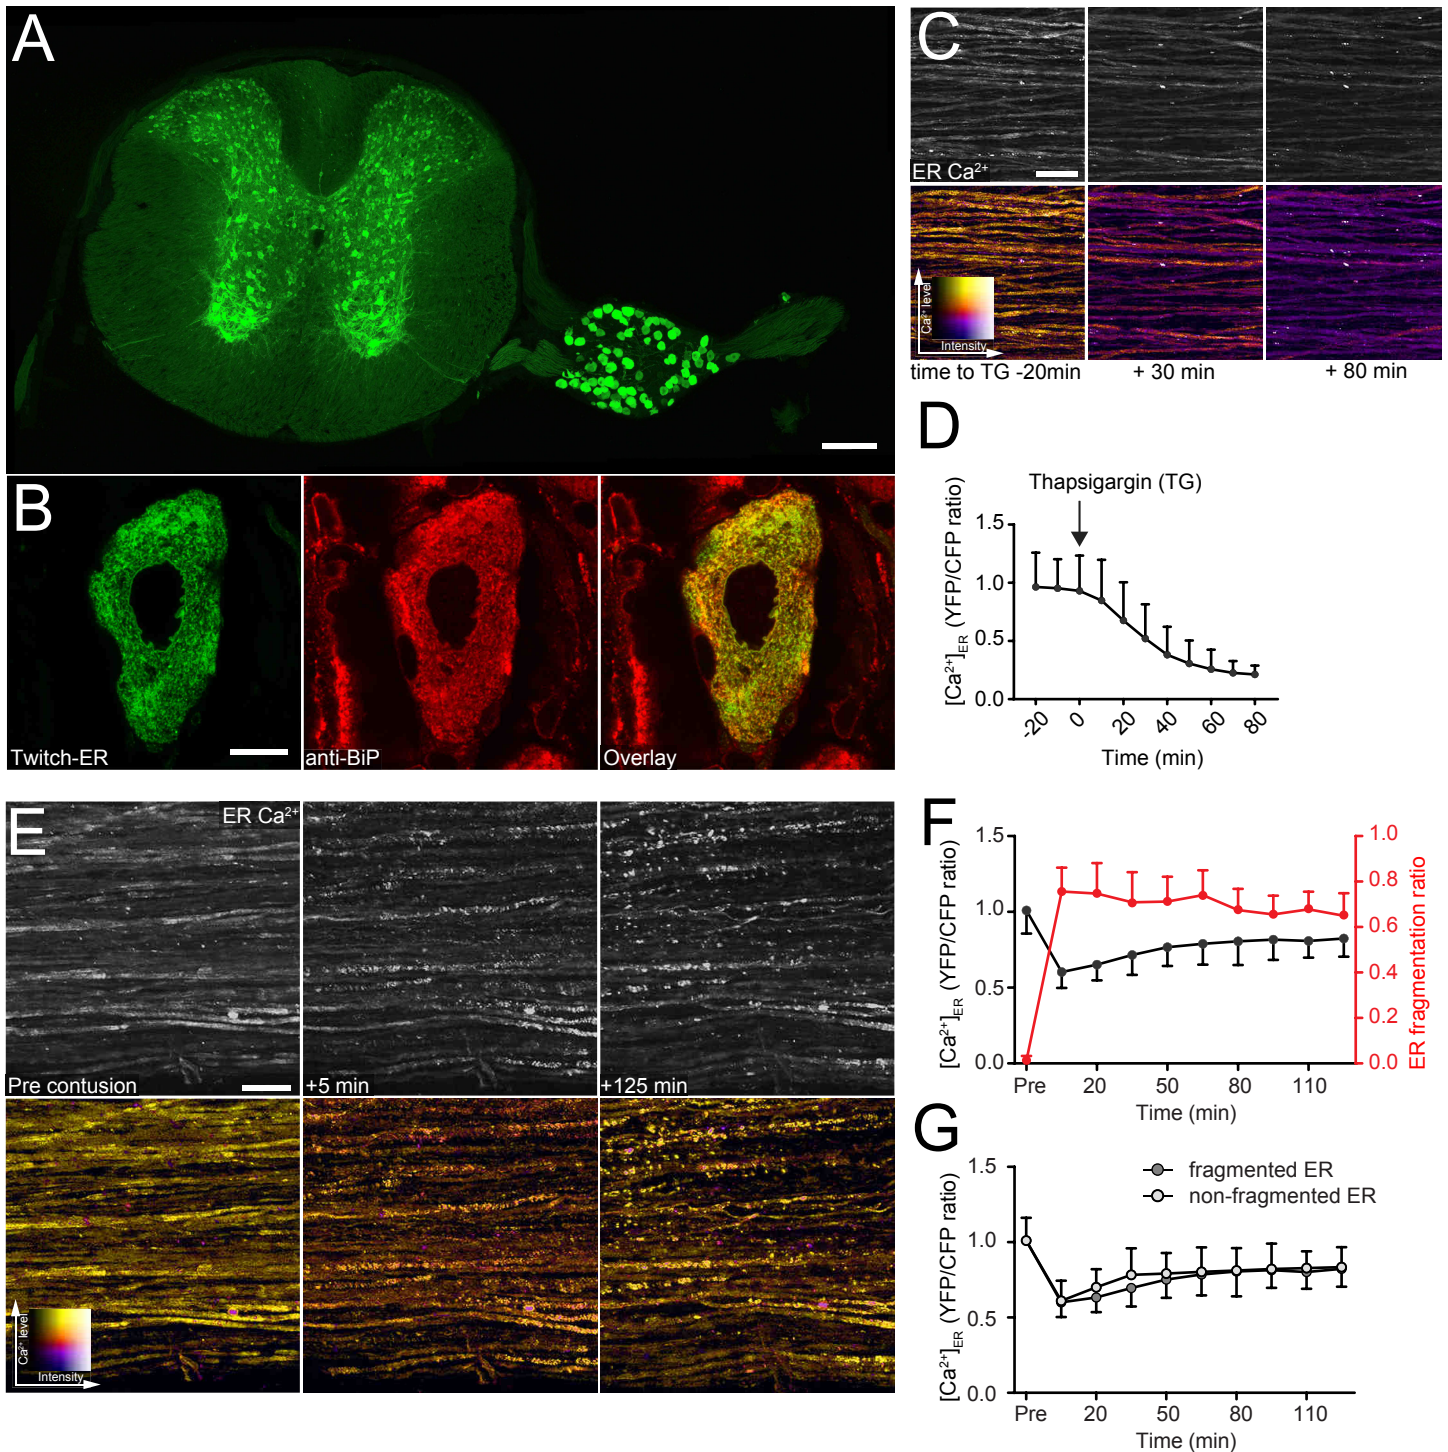 A
B
Twitch-ER
anti-BiP
Overlay
C
ER Ca²⁺
Ca²⁺ level
Intensity
time to TG -20min
+ 30 min
+ 80 min
D
Thapsigargin (TG)
[Ca²⁺]ER (YFP/CFP ratio)
1.5
1.0
0.5
0.0
-20
0
20
40
60
80
Time (min)
E
ER Ca²⁺
Pre contusion
+5 min
+125 min
Ca²⁺ level
Intensity
F
[Ca²⁺]ER (YFP/CFP ratio)
1.5
1.0
0.5
0.0
1.0
0.8
0.6
0.4
0.2
0.0
ER fragmentation ratio
Pre
20
50
80
110
Time (min)
G
[Ca²⁺]ER (YFP/CFP ratio)
1.5
1.0
0.5
0.0
fragmented ER
non-fragmented ER
Pre
20
50
80
110
Time (min)